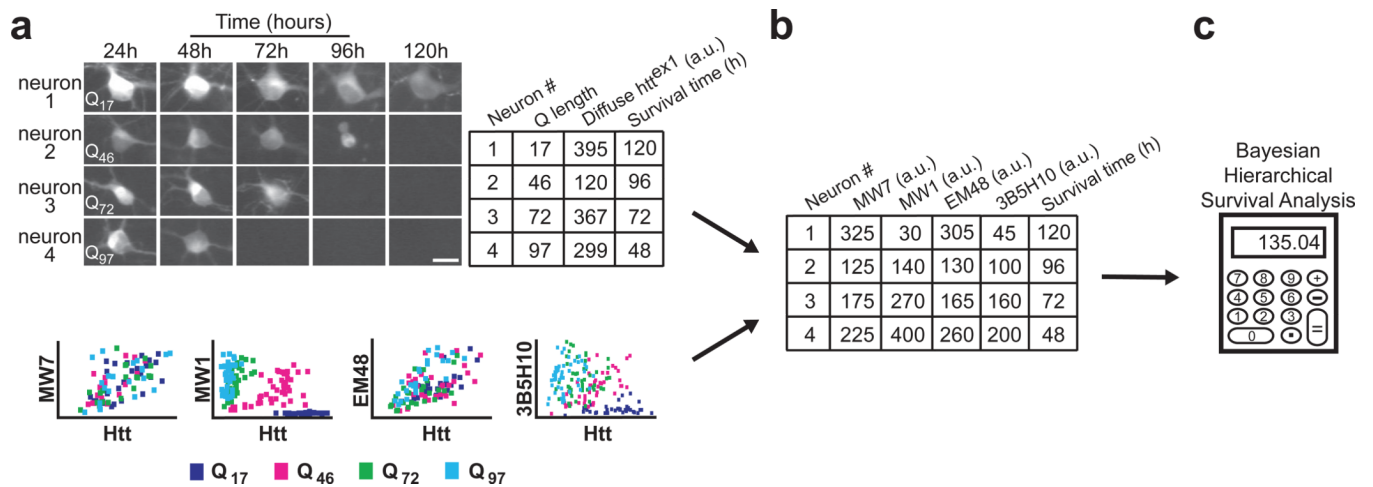 a
Time (hours)
24h 48h 72h 96h 120h
neuron 1
Q17
neuron 2
Q46
neuron 3
Q72
neuron 4
Q97
Neuron # Q length Diffuse httex1 (a.u.) Survival time (h)
1 17 395 120
2 46 120 96
3 72 367 72
4 97 299 48
MW7
Htt
MW1
Htt
EM48
Htt
3B5H10
Htt
Q17 Q46 Q72 Q97
b
Neuron # MW7 (a.u.) MW1 (a.u.) EM48 (a.u.) 3B5H10 (a.u.) Survival time (h)
1 325 30 305 45 120
2 125 140 130 100 96
3 175 270 165 160 72
4 225 400 260 200 48
c
Bayesian
Hierarchical
Survival Analysis
135.04
7 8 9 +
4 5 6 −
1 2 3 =
0 .